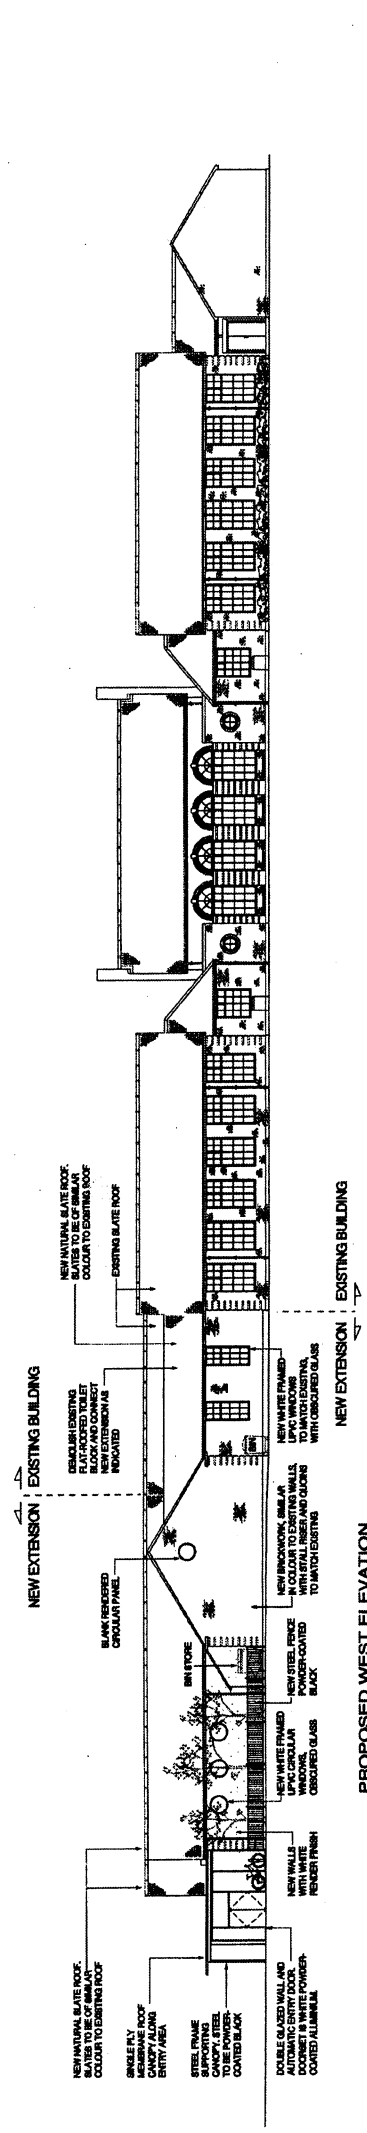 NEW NATURAL SLATE ROOF.
SLATES TO BE OF SIMILAR
COLOUR TO EXISTING ROOF
SINGLE PLY
MEMBRANE ROOF
CANOPY ALONG
ENTRY AREA
STEEL FRAME
SUPPORTING
CANOPY. STEEL
TO BE POWDER-
COATED BLACK
DOUBLE GLAZED WALL AND
AUTOMATIC ENTRY DOOR.
DOORSET IS WHITE POWDER-
COATED ALUMINIUM.
NEW WALLS
WITH WHITE
RENDER FINISH
NEW WHITE FRAMED
UPVC CIRCULAR
WINDOWS,
OBSCURED GLASS
NEW STEEL FENCE
POWDER-COATED
BLACK
BIN STORE
BLANK RENDERED
CIRCULAR PANEL
NEW EXTENSION
EXISTING BUILDING
NEW BRICKWORK, SIMILAR
IN COLOUR TO EXISTING WALLS,
WITH STALL RISER AND QUOINS
TO MATCH EXISTING
DEMOLISH EXISTING
FLAT-ROOFED TOILET
BLOCK AND CONNECT
NEW EXTENSION AS
INDICATED
BIN
NEW WHITE FRAMED
UPVC WINDOWS
TO MATCH EXISTING,
WITH OBSCURED GLASS
NEW NATURAL SLATE ROOF.
SLATES TO BE OF SIMILAR
COLOUR TO EXISTING ROOF
EXISTING SLATE ROOF
NEW EXTENSION
EXISTING BUILDING
PROPOSED WEST ELEVATION